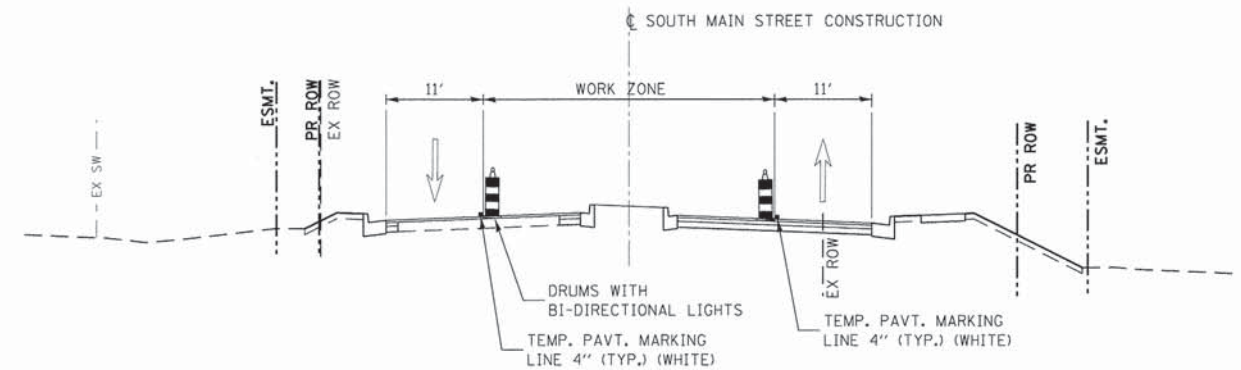 ℄ SOUTH MAIN STREET CONSTRUCTION
11'
WORK ZONE
11'
EX SW
ESMT.
PR ROW
EX ROW
PR ROW
ESMT.
EX ROW
DRUMS WITH
BI-DIRECTIONAL LIGHTS
TEMP. PAVT. MARKING
LINE 4'' (TYP.) (WHITE)
TEMP. PAVT. MARKING
LINE 4'' (TYP.) (WHITE)